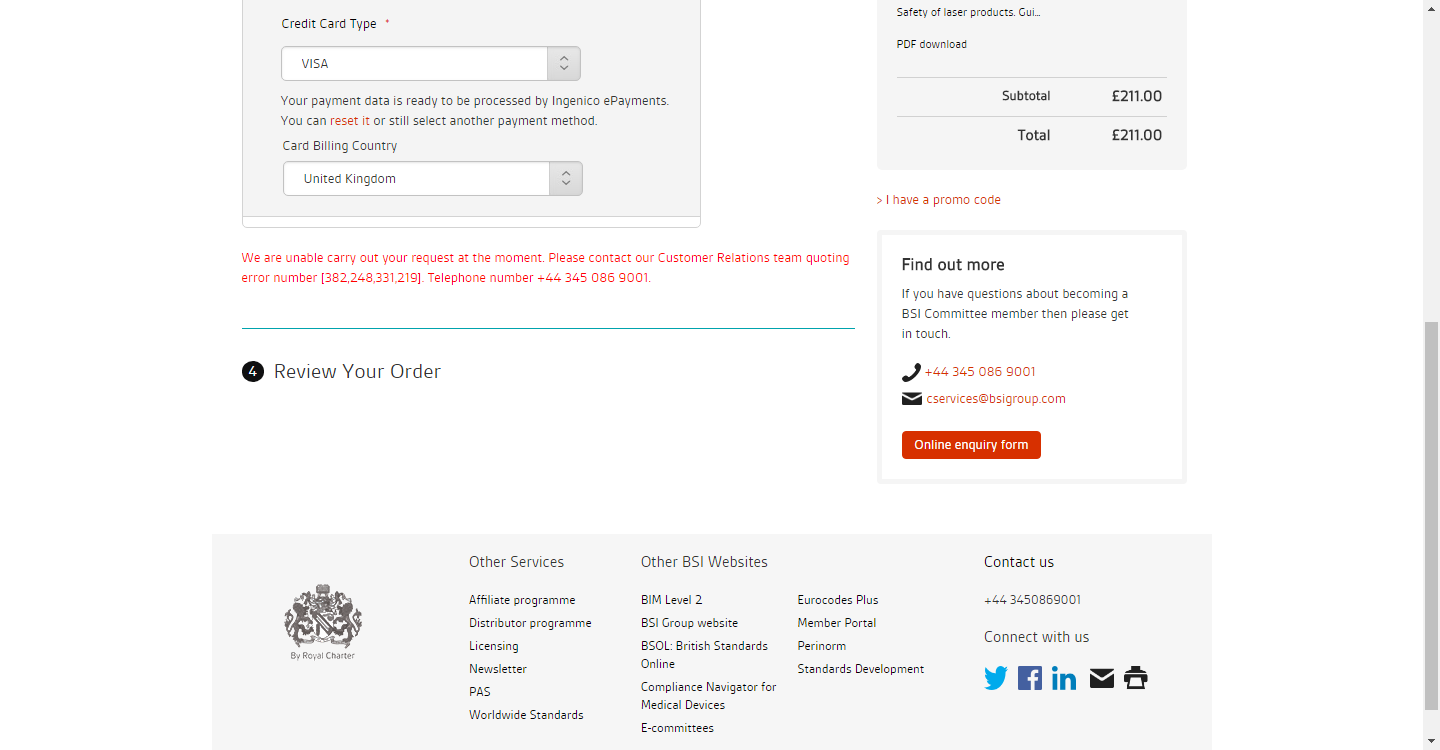 Credit Card Type *
VISA
Your payment data is ready to be processed by Ingenico ePayments.
You can reset it or still select another payment method.
Card Billing Country
United Kingdom
We are unable carry out your request at the moment. Please contact our Customer Relations team quoting
error number [382,248,331,219]. Telephone number +44 345 086 9001.
4 Review Your Order
Safety of laser products. Gui...
PDF download
Subtotal £211.00
Total £211.00
> I have a promo code
Find out more
If you have questions about becoming a
BSI Committee member then please get
in touch.
+44 345 086 9001
cservices@bsigroup.com
Online enquiry form
By Royal Charter
Other Services
Affiliate programme
Distributor programme
Licensing
Newsletter
PAS
Worldwide Standards
Other BSI Websites
BIM Level 2
BSI Group website
BSOL: British Standards
Online
Compliance Navigator for
Medical Devices
E-committees
Eurocodes Plus
Member Portal
Perinorm
Standards Development
Contact us
+44 3450869001
Connect with us